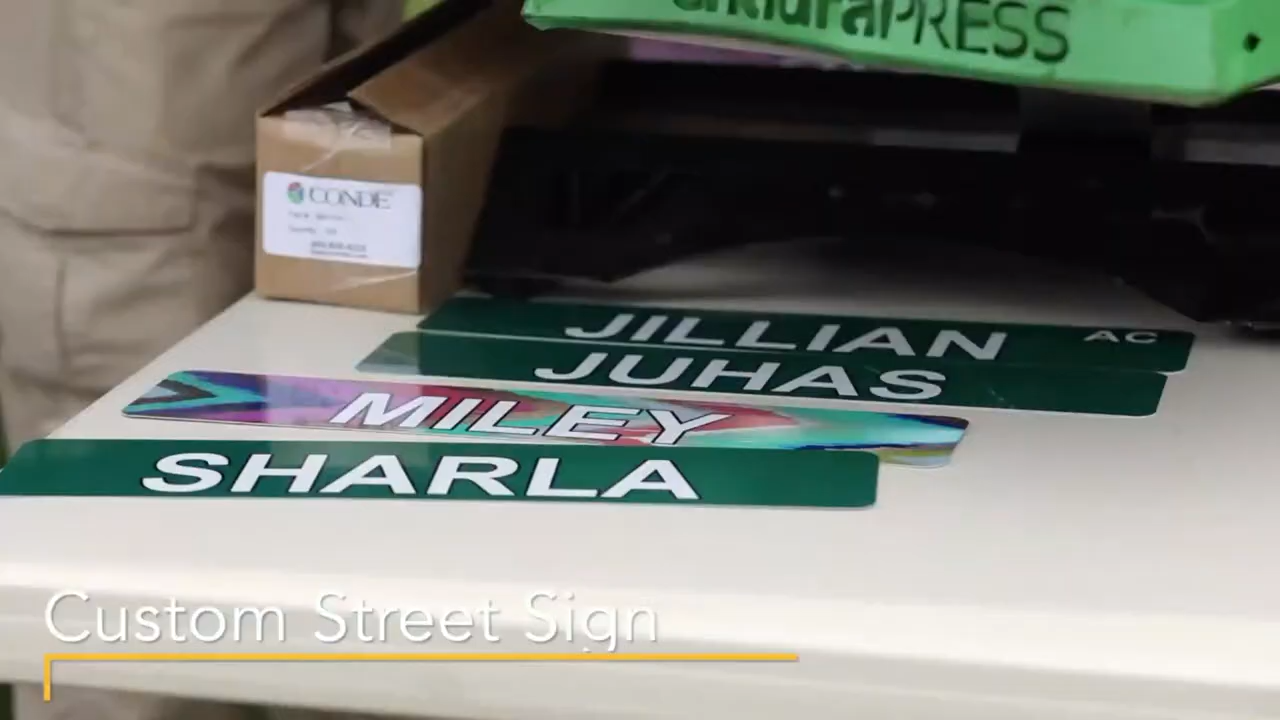 PRESS
CONDE
JILLIAN AC
JUHAS
MILEY
SHARLA
Custom Street Sign